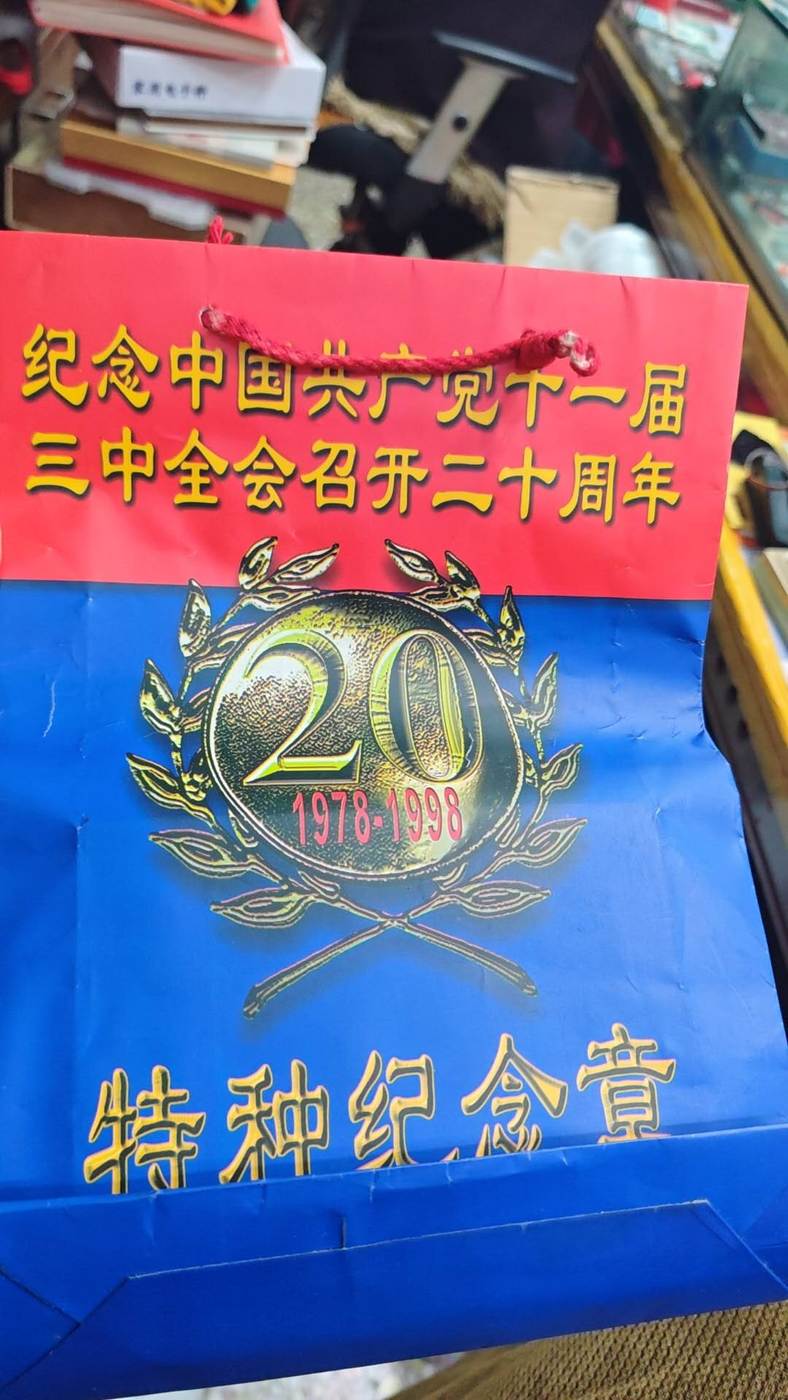 纪念中国共产党十一届
三中全会召开二十周年
20
1978-1998
特种纪念章